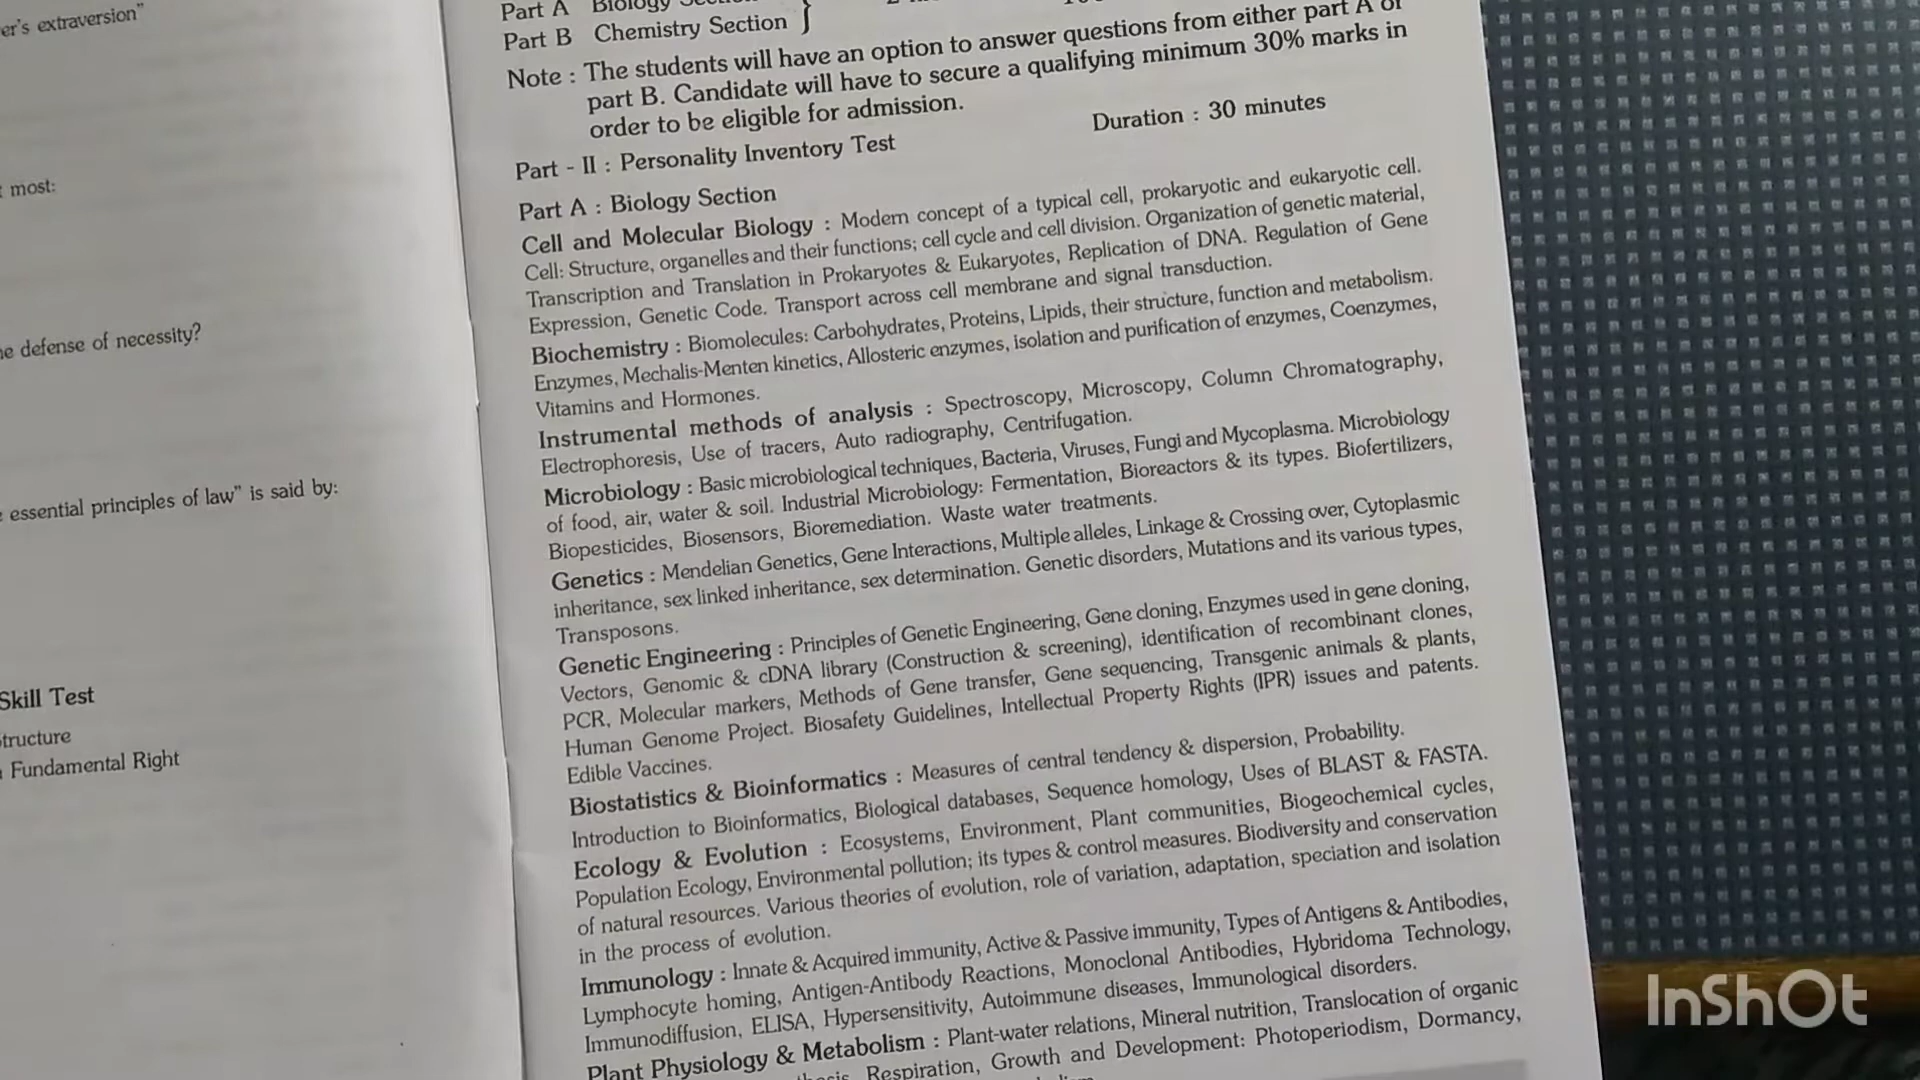 er's extraversion"
most:
defense of necessity?
essential principles of law" is said by:
Skill Test
Structure
Fundamental Right
Part A Biology
Part B Chemistry Section }
Note : The students will have an option to answer questions from either part A or
part B. Candidate will have to secure a qualifying minimum 30% marks in
order to be eligible for admission.
Part - II : Personality Inventory Test Duration : 30 minutes
Part A : Biology Section
Cell and Molecular Biology : Modern concept of a typical cell, prokaryotic and eukaryotic cell.
Cell: Structure, organelles and their functions; cell cycle and cell division. Organization of genetic material,
Transcription and Translation in Prokaryotes & Eukaryotes, Replication of DNA. Regulation of Gene
Expression, Genetic Code. Transport across cell membrane and signal transduction.
Biochemistry : Biomolecules: Carbohydrates, Proteins, Lipids, their structure, function and metabolism.
Enzymes, Mechalis-Menten kinetics, Allosteric enzymes, isolation and purification of enzymes, Coenzymes,
Vitamins and Hormones.
Instrumental methods of analysis : Spectroscopy, Microscopy, Column Chromatography,
Electrophoresis, Use of tracers, Auto radiography, Centrifugation.
Microbiology : Basic microbiological techniques, Bacteria, Viruses, Fungi and Mycoplasma. Microbiology
of food, air, water & soil. Industrial Microbiology: Fermentation, Bioreactors & its types. Biofertilizers,
Biopesticides, Biosensors, Bioremediation. Waste water treatments.
Genetics : Mendelian Genetics, Gene Interactions, Multiple alleles, Linkage & Crossing over, Cytoplasmic
inheritance, sex linked inheritance, sex determination. Genetic disorders, Mutations and its various types,
Transposons.
Genetic Engineering : Principles of Genetic Engineering, Gene cloning, Enzymes used in gene cloning,
Vectors, Genomic & cDNA library (Construction & screening), identification of recombinant clones,
PCR, Molecular markers, Methods of Gene transfer, Gene sequencing, Transgenic animals & plants,
Human Genome Project. Biosafety Guidelines, Intellectual Property Rights (IPR) issues and patents.
Edible Vaccines.
Biostatistics & Bioinformatics : Measures of central tendency & dispersion, Probability.
Introduction to Bioinformatics, Biological databases, Sequence homology, Uses of BLAST & FASTA.
Ecology & Evolution : Ecosystems, Environment, Plant communities, Biogeochemical cycles,
Population Ecology, Environmental pollution; its types & control measures. Biodiversity and conservation
of natural resources. Various theories of evolution, role of variation, adaptation, speciation and isolation
in the process of evolution.
Immunology : Innate & Acquired immunity, Active & Passive immunity, Types of Antigens & Antibodies,
Lymphocyte homing, Antigen-Antibody Reactions, Monoclonal Antibodies, Hybridoma Technology,
Immunodiffusion, ELISA, Hypersensitivity, Autoimmune diseases, Immunological disorders.
Plant Physiology & Metabolism : Plant-water relations, Mineral nutrition, Translocation of organic
Respiration, Growth and Development: Photoperiodism, Dormancy,
InShOt